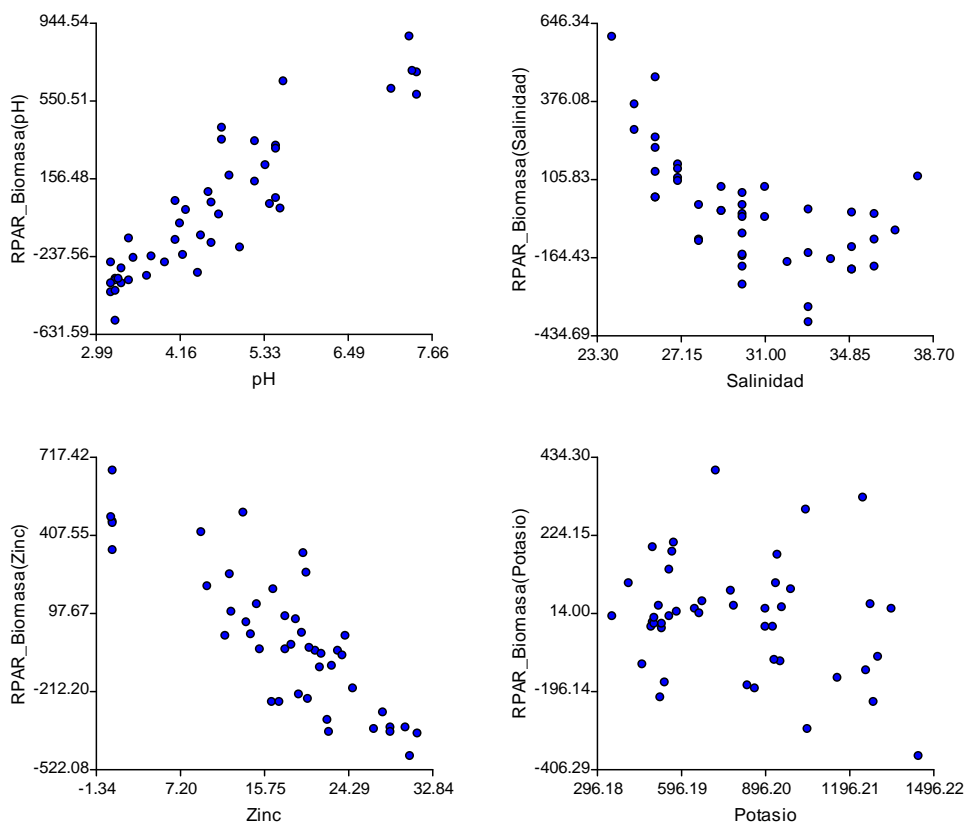 944.54
550.51
156.48
-237.56
-631.59
RPAR_Biomasa(pH)
2.99 4.16 5.33 6.49 7.66
pH
646.34
376.08
105.83
-164.43
-434.69
RPAR_Biomasa(Salinidad)
23.30 27.15 31.00 34.85 38.70
Salinidad
717.42
407.55
97.67
-212.20
-522.08
RPAR_Biomasa(Zinc)
-1.34 7.20 15.75 24.29 32.84
Zinc
434.30
224.15
14.00
-196.14
-406.29
RPAR_Biomasa(Potasio)
296.18 596.19 896.20 1196.21 1496.22
Potasio